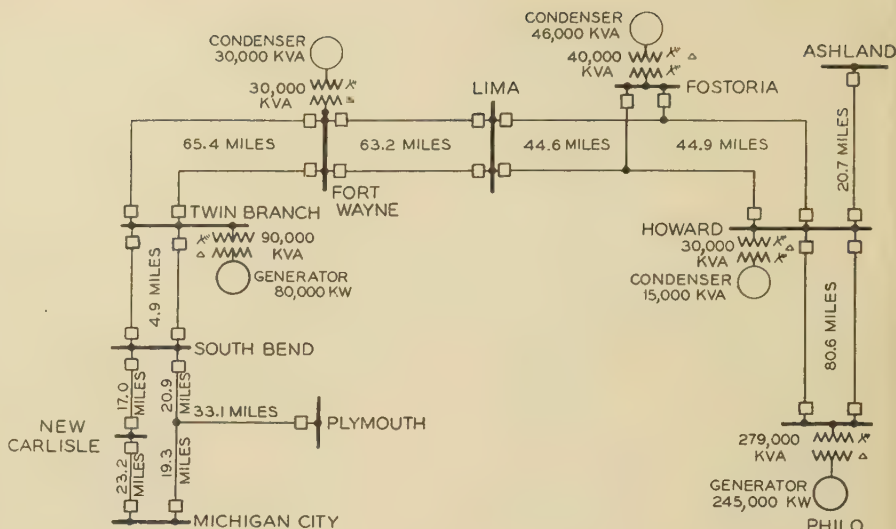 CONDENSER
30,000 KVA
30,000
KVA
CONDENSER
46,000 KVA
40,000
KVA
FOSTORIA
ASHLAND
LIMA
65.4 MILES
63.2 MILES
44.6 MILES
44.9 MILES
20.7 MILES
FORT
WAYNE
TWIN BRANCH
90,000
KVA
GENERATOR
80,000 KW
HOWARD
30,000
KVA
CONDENSER
15,000 KVA
4.9 MILES
80.6 MILES
SOUTH BEND
17.0
MILES
20.9
MILES
33.1 MILES
PLYMOUTH
NEW
CARLISLE
23.2
MILES
19.3
MILES
MICHIGAN CITY
279,000
KVA
GENERATOR
245,000 KW
PHILO